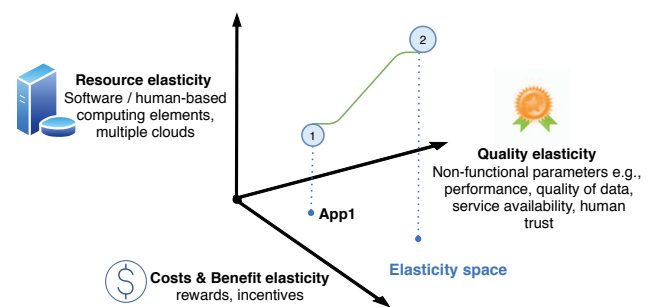 2
Resource elasticity
Software / human-based
computing elements,
multiple clouds
1
Quality elasticity
Non-functional parameters e.g.,
performance, quality of data,
service availability, human
trust
App1
Elasticity space
$
Costs & Benefit elasticity
rewards, incentives